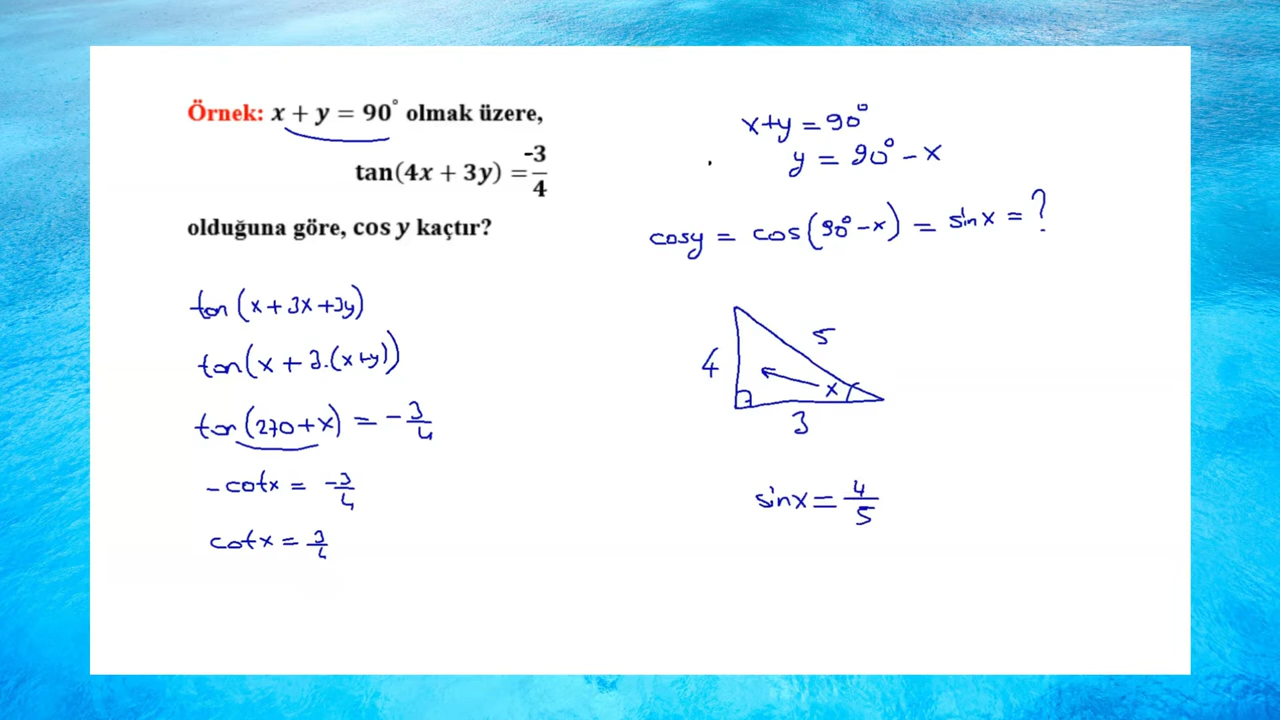 Örnek: x + y = 90° olmak üzere,
tan(4x + 3y) = -3/4
olduğuna göre, cos y kaçtır?
tan(x + 3x + 3y)
tan(x + 3.(x+y))
tan(270 + x) = -3/4
-cotx = -3/4
cotx = 3/4
x+y = 90°
y = 90° - x
cosy = cos(90° - x) = sinx = ?
4
5
x
3
sinx = 4/5